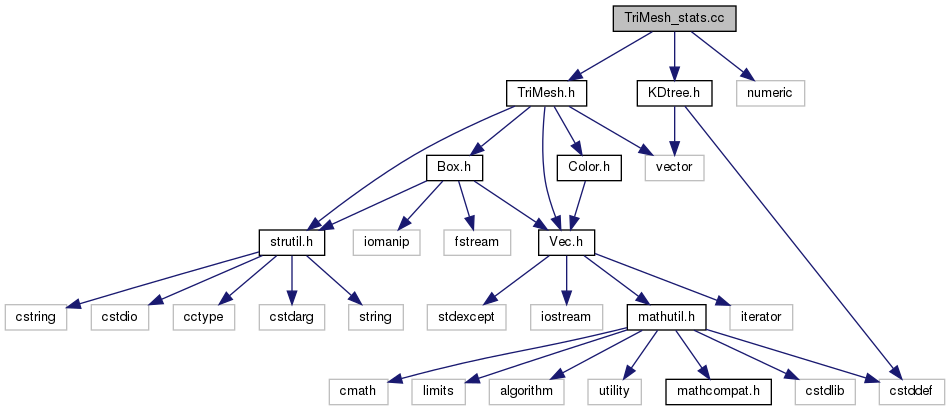 TriMesh_stats.cc
TriMesh.h
KDtree.h
numeric
Box.h
Color.h
vector
strutil.h
iomanip
fstream
Vec.h
cstring
cstdio
cctype
cstdarg
string
stdexcept
iostream
mathutil.h
iterator
cmath
limits
algorithm
utility
mathcompat.h
cstdlib
cstddef